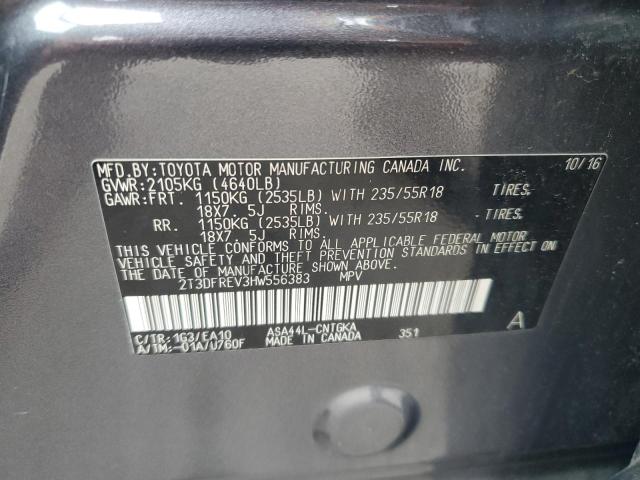 MFD.BY:TOYOTA MOTOR MANUFACTURING CANADA INC. 10/16
GVWR:2105KG (4640LB)
GAWR:FRT. 1150KG (2535LB) WITH 235/55R18 TIRES.
18X7.5J RIMS.
RR. 1150KG (2535LB) WITH 235/55R18 TIRES.
18X7.5J RIMS.
THIS VEHICLE CONFORMS TO ALL APPLICABLE FEDERAL MOTOR
VEHICLE SAFETY AND THEFT PREVENTION STANDARDS IN EFFECT ON
THE DATE OF MANUFACTURE SHOWN ABOVE.
2T3DFREV3HW556383 MPV
A
C/TR:1G3/EA10 ASA44L-CNTGKA 351
A/TM:-01A/U760F MADE IN CANADA